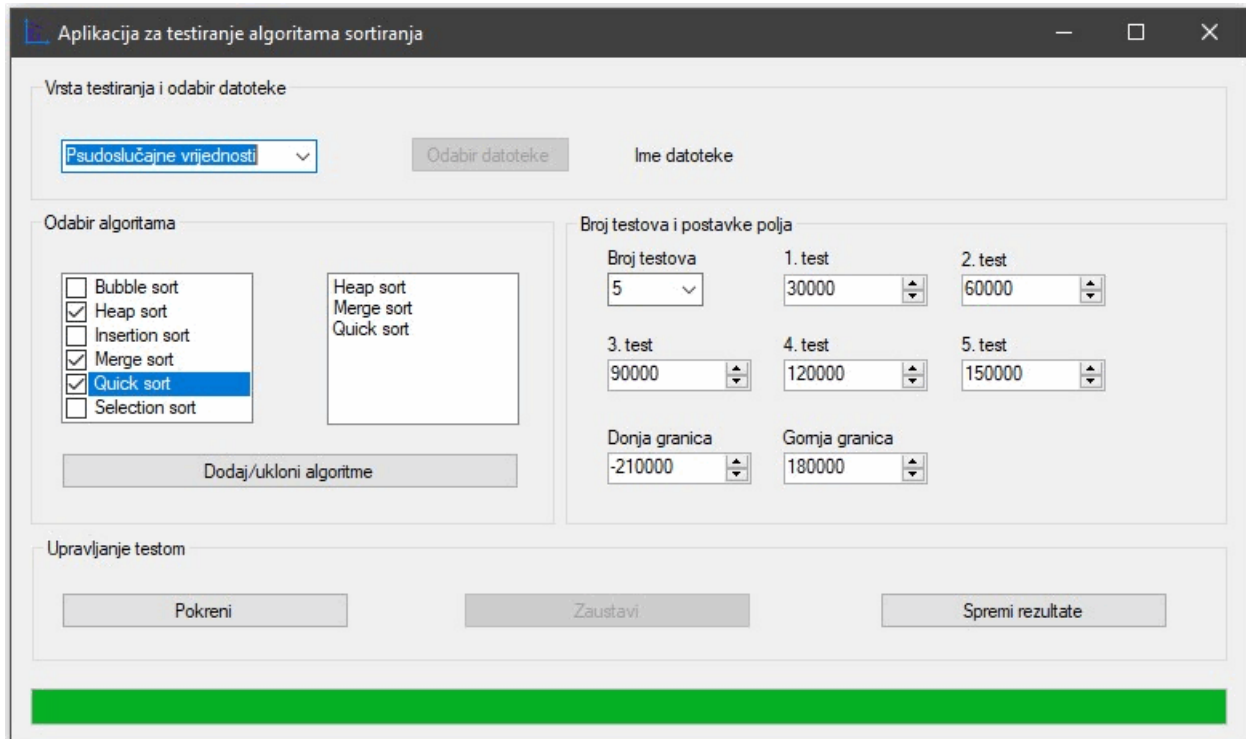 Aplikacija za testiranje algoritama sortiranja
Vrsta testiranja i odabir datoteke
Psudoslučajne vrijednosti
Odabir datoteke
Ime datoteke
Odabir algoritama
Bubble sort
Heap sort
Insertion sort
Merge sort
Quick sort
Selection sort
Heap sort
Merge sort
Quick sort
Dodaj/ukloni algoritme
Broj testova i postavke polja
Broj testova
5
1. test
30000
2. test
60000
3. test
90000
4. test
120000
5. test
150000
Donja granica
-210000
Gornja granica
180000
Upravljanje testom
Pokreni
Zaustavi
Spremi rezultate